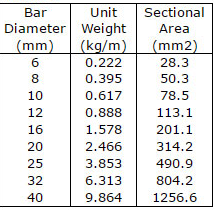 Bar Unit Sectional
Diameter Weight Area
(mm) (kg/m) (mm2)
6 0.222 28.3
8 0.395 50.3
10 0.617 78.5
12 0.888 113.1
16 1.578 201.1
20 2.466 314.2
25 3.853 490.9
32 6.313 804.2
40 9.864 1256.6